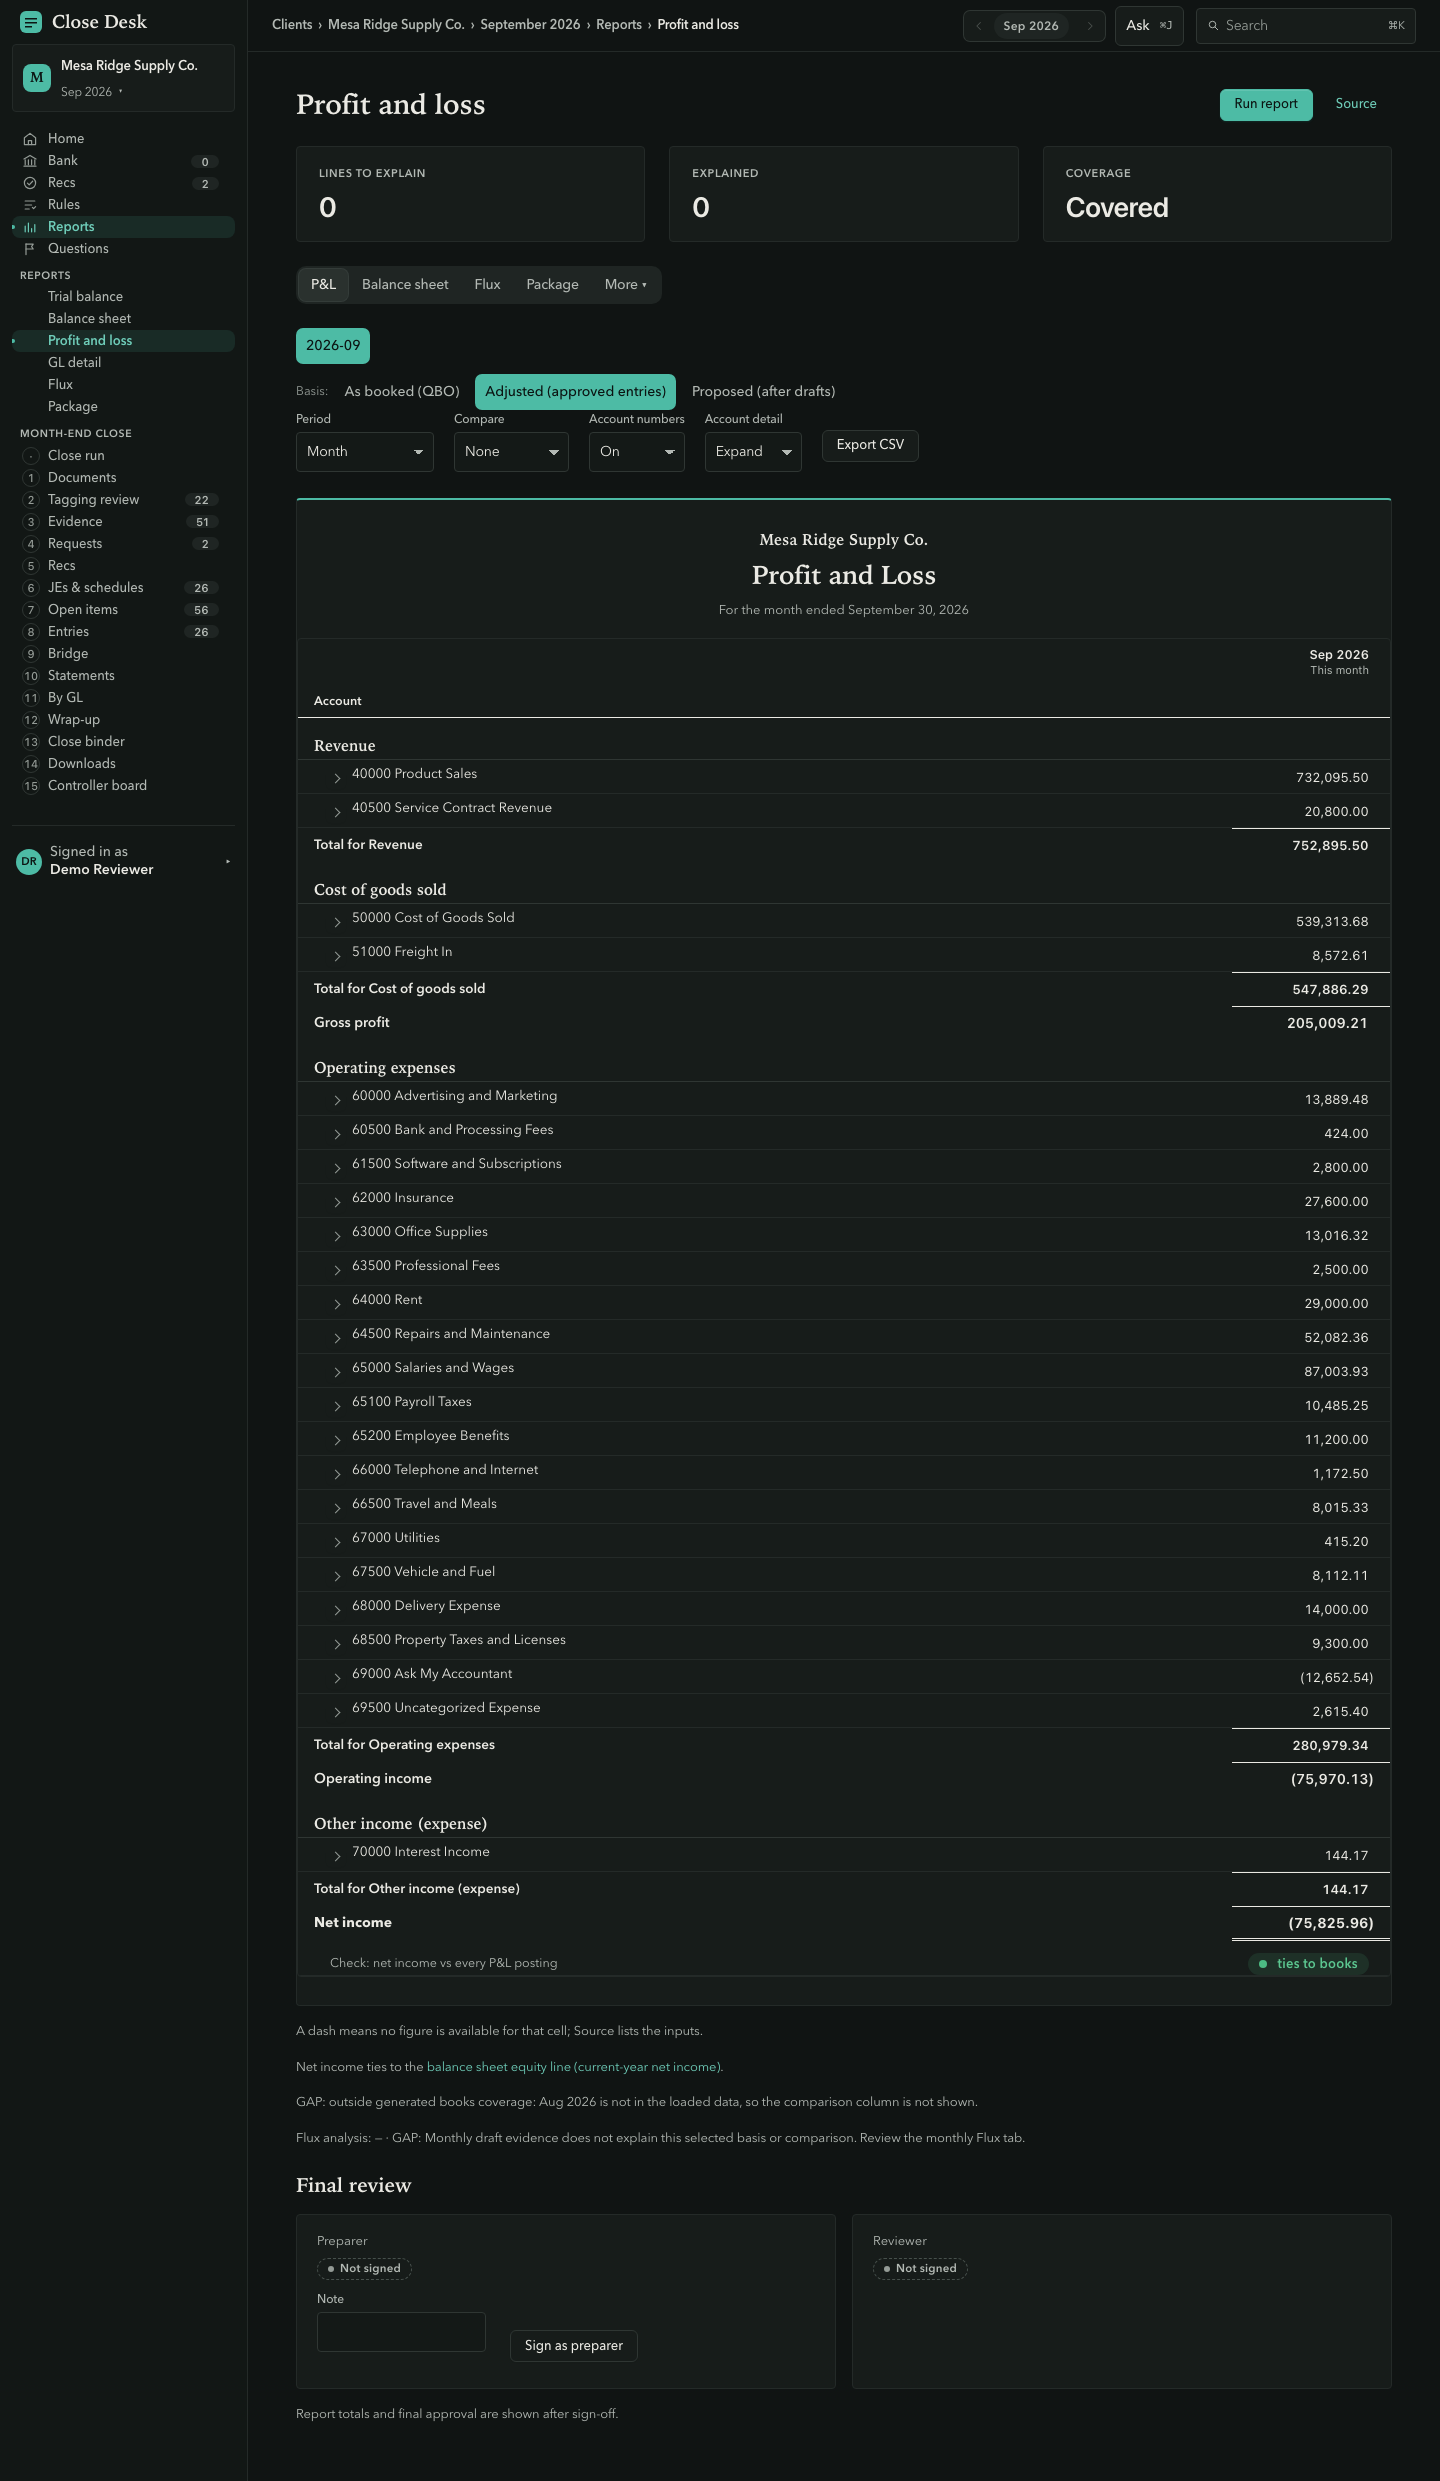 Close Desk
M
Mesa Ridge Supply Co.
Sep 2026
Home
Bank 0
Recs 2
Rules
Reports
Questions
REPORTS
Trial balance
Balance sheet
Profit and loss
GL detail
Flux
Package
MONTH-END CLOSE
· Close run
1 Documents
2 Tagging review 22
3 Evidence 51
4 Requests 2
5 Recs
6 JEs & schedules 26
7 Open items 56
8 Entries 26
9 Bridge
10 Statements
11 By GL
12 Wrap-up
13 Close binder
14 Downloads
15 Controller board
DR
Signed in as
Demo Reviewer
Clients › Mesa Ridge Supply Co. › September 2026 › Reports › Profit and loss
Sep 2026
Ask ⌘J
Search ⌘K
Profit and loss
Run report
Source
LINES TO EXPLAIN
0
EXPLAINED
0
COVERAGE
Covered
P&L Balance sheet Flux Package More
2026-09
Basis: As booked (QBO) Adjusted (approved entries) Proposed (after drafts)
Period Compare Account numbers Account detail
Month None On Expand Export CSV
Mesa Ridge Supply Co.
Profit and Loss
For the month ended September 30, 2026
Sep 2026
This month
Account
Revenue
40000 Product Sales 732,095.50
40500 Service Contract Revenue 20,800.00
Total for Revenue 752,895.50
Cost of goods sold
50000 Cost of Goods Sold 539,313.68
51000 Freight In 8,572.61
Total for Cost of goods sold 547,886.29
Gross profit 205,009.21
Operating expenses
60000 Advertising and Marketing 13,889.48
60500 Bank and Processing Fees 424.00
61500 Software and Subscriptions 2,800.00
62000 Insurance 27,600.00
63000 Office Supplies 13,016.32
63500 Professional Fees 2,500.00
64000 Rent 29,000.00
64500 Repairs and Maintenance 52,082.36
65000 Salaries and Wages 87,003.93
65100 Payroll Taxes 10,485.25
65200 Employee Benefits 11,200.00
66000 Telephone and Internet 1,172.50
66500 Travel and Meals 8,015.33
67000 Utilities 415.20
67500 Vehicle and Fuel 8,112.11
68000 Delivery Expense 14,000.00
68500 Property Taxes and Licenses 9,300.00
69000 Ask My Accountant (12,652.54)
69500 Uncategorized Expense 2,615.40
Total for Operating expenses 280,979.34
Operating income (75,970.13)
Other income (expense)
70000 Interest Income 144.17
Total for Other income (expense) 144.17
Net income (75,825.96)
Check: net income vs every P&L posting ties to books
A dash means no figure is available for that cell; Source lists the inputs.
Net income ties to the balance sheet equity line (current-year net income).
GAP: outside generated books coverage: Aug 2026 is not in the loaded data, so the comparison column is not shown.
Flux analysis: — · GAP: Monthly draft evidence does not explain this selected basis or comparison. Review the monthly Flux tab.
Final review
Preparer
Not signed
Note
Sign as preparer
Reviewer
Not signed
Report totals and final approval are shown after sign-off.